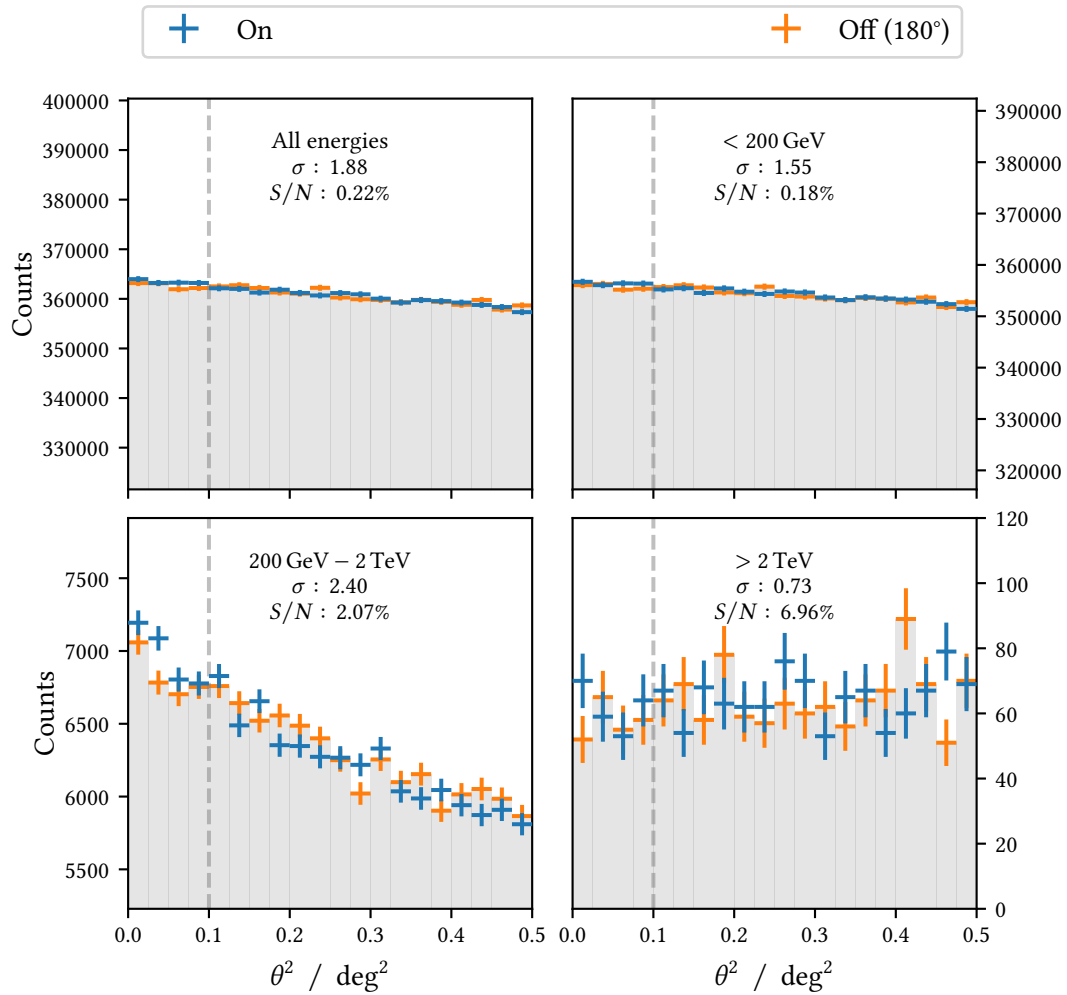 On Off (180°)
400000
390000
380000
370000
360000
350000
340000
330000
Counts
All energies
σ : 1.88
S/N : 0.22%
< 200 GeV
σ : 1.55
S/N : 0.18%
390000
380000
370000
360000
350000
340000
330000
320000
7500
7000
6500
6000
5500
Counts
200 GeV − 2 TeV
σ : 2.40
S/N : 2.07%
0.0 0.1 0.2 0.3 0.4 0.5
θ² / deg²
> 2 TeV
σ : 0.73
S/N : 6.96%
120
100
80
60
40
20
0
0.0 0.1 0.2 0.3 0.4 0.5
θ² / deg²